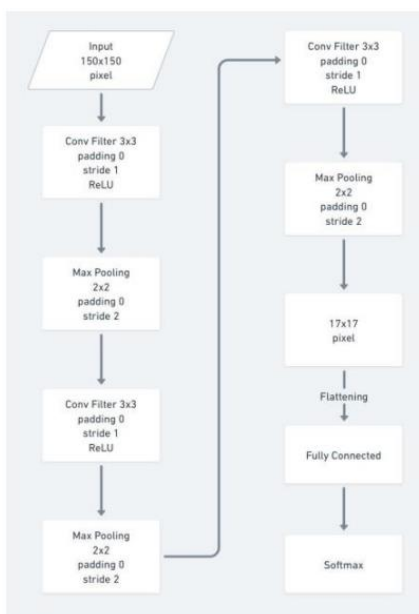 Input
150x150
pixel
Conv Filter 3x3
padding 0
stride 1
ReLU
Max Pooling
2x2
padding 0
stride 2
Conv Filter 3x3
padding 0
stride 1
ReLU
Max Pooling
2x2
padding 0
stride 2
Conv Filter 3x3
padding 0
stride 1
ReLU
Max Pooling
2x2
padding 0
stride 2
17x17
pixel
Flattening
Fully Connected
Softmax